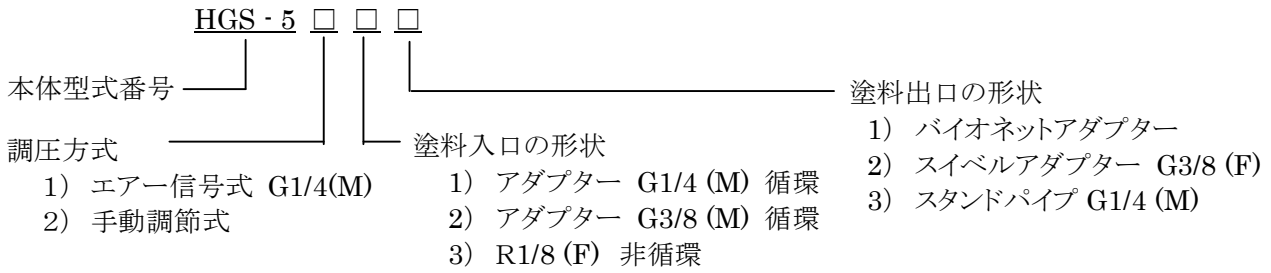 HGS - 5 □ □ □
本体型式番号
調圧方式
1) エアー信号式 G1/4(M)
2) 手動調節式
塗料入口の形状
1) アダプター G1/4 (M) 循環
2) アダプター G3/8 (M) 循環
3) R1/8 (F) 非循環
塗料出口の形状
1) バイオネットアダプター
2) スイベルアダプター G3/8 (F)
3) スタンドパイプ G1/4 (M)